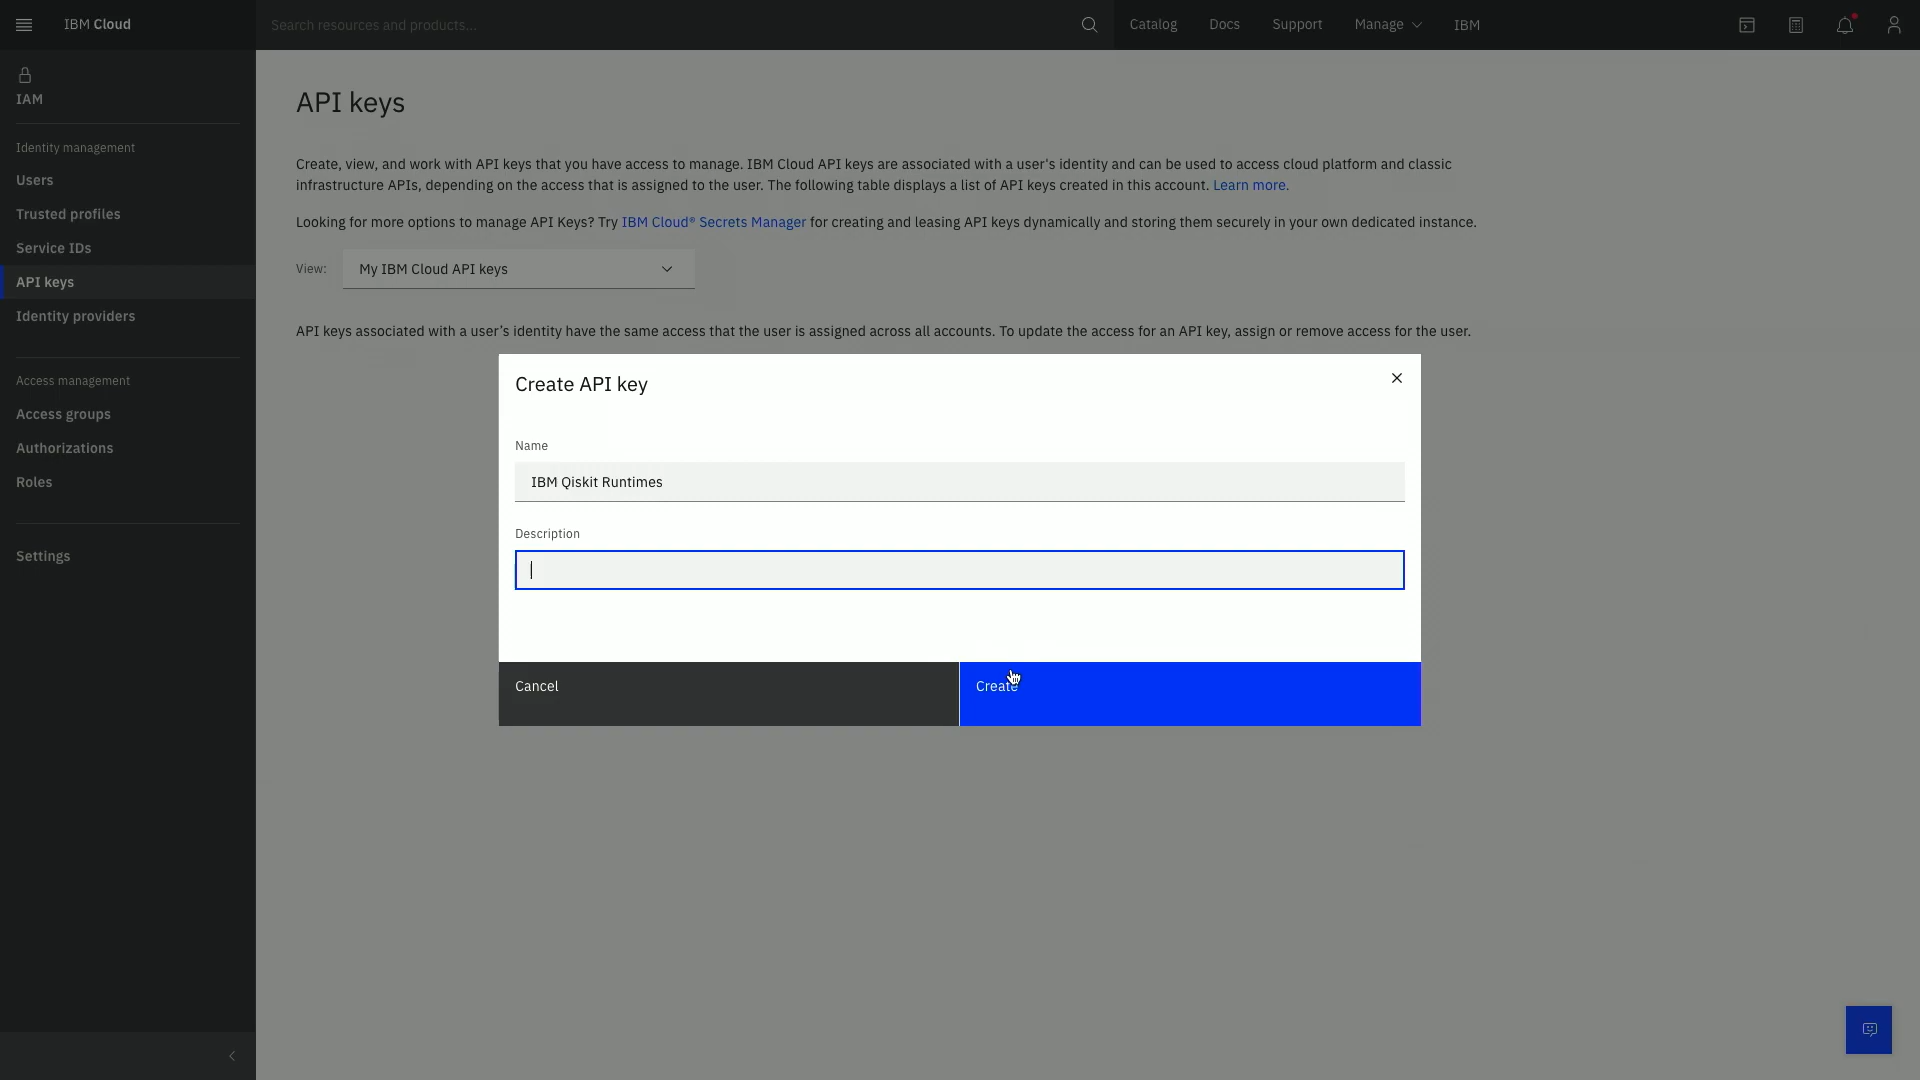 IBM Cloud
Search resources and products...
Catalog
Docs
Support
Manage
IBM
IAM
Identity management
Users
Trusted profiles
Service IDs
API keys
Identity providers
Access management
Access groups
Authorizations
Roles
Settings
API keys
Create, view, and work with API keys that you have access to manage. IBM Cloud API keys are associated with a user's identity and can be used to access cloud platform and classic
infrastructure APIs, depending on the access that is assigned to the user. The following table displays a list of API keys created in this account. Learn more.
Looking for more options to manage API Keys? Try IBM Cloud® Secrets Manager for creating and leasing API keys dynamically and storing them securely in your own dedicated instance.
View:
My IBM Cloud API keys
API keys associated with a user’s identity have the same access that the user is assigned across all accounts. To update the access for an API key, assign or remove access for the user.
Create API key
Name
IBM Qiskit Runtimes
Description
Cancel
Create